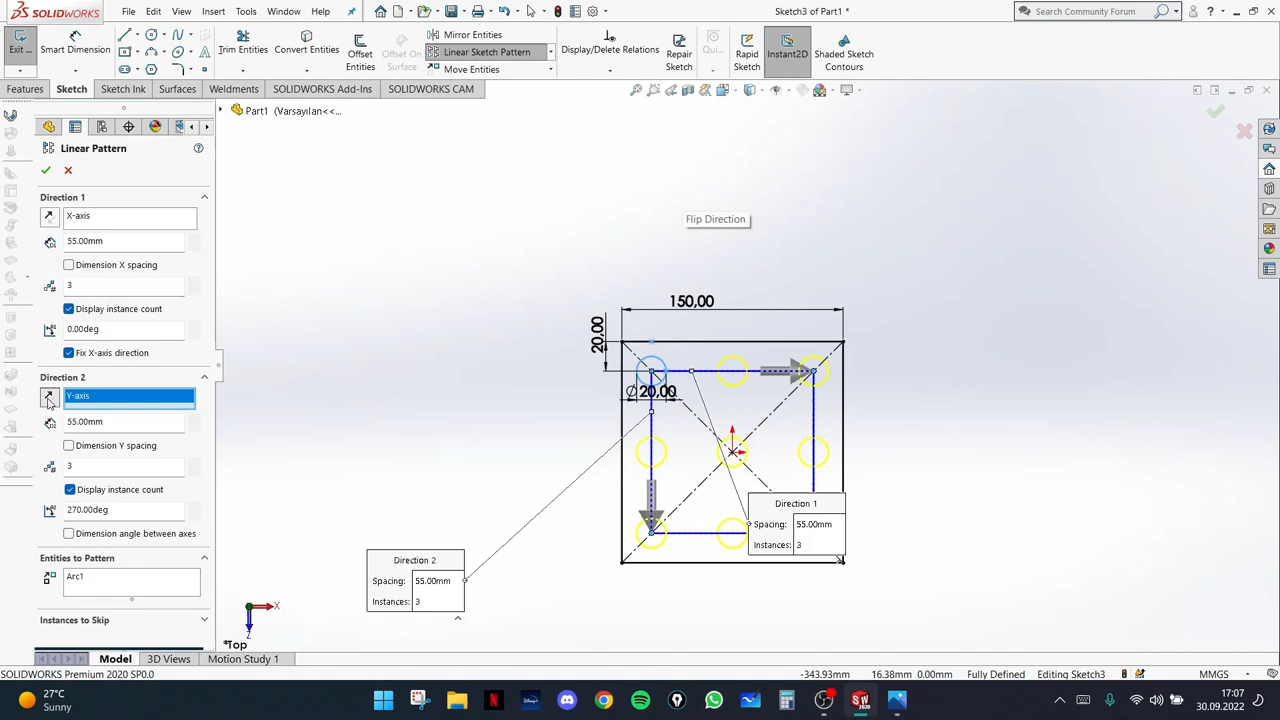 SOLIDWORKS
File
Edit
View
Insert
Tools
Window
Help
Sketch3 of Part1 *
Search Community Forum
Exit ...
Smart Dimension
Trim Entities
Convert Entities
Offset Entities
Offset On Surface
Mirror Entities
Linear Sketch Pattern
Move Entities
Display/Delete Relations
Repair Sketch
Qui...
Rapid Sketch
Instant2D
Shaded Sketch Contours
Features
Sketch
Sketch Ink
Surfaces
Weldments
SOLIDWORKS Add-Ins
SOLIDWORKS CAM
Part1 (Varsayılan<<...
Linear Pattern
Direction 1
X-axis
55.00mm
Dimension X spacing
3
Display instance count
0.00deg
Fix X-axis direction
Direction 2
Y-axis
55.00mm
Dimension Y spacing
3
Display instance count
270.00deg
Dimension angle between axes
Entities to Pattern
Arc1
Instances to Skip
Flip Direction
150,00
20,00
∅ 20,00
Direction 1
Spacing: 55.00mm
Instances: 3
Direction 2
Spacing: 55.00mm
Instances: 3
X
Z
*Top
Model
3D Views
Motion Study 1
SOLIDWORKS Premium 2020 SP0.0
-343.93mm
16.38mm 0.00mm
Fully Defined
Editing Sketch3
MMGS
27°C
Sunny
17:07
30.09.2022